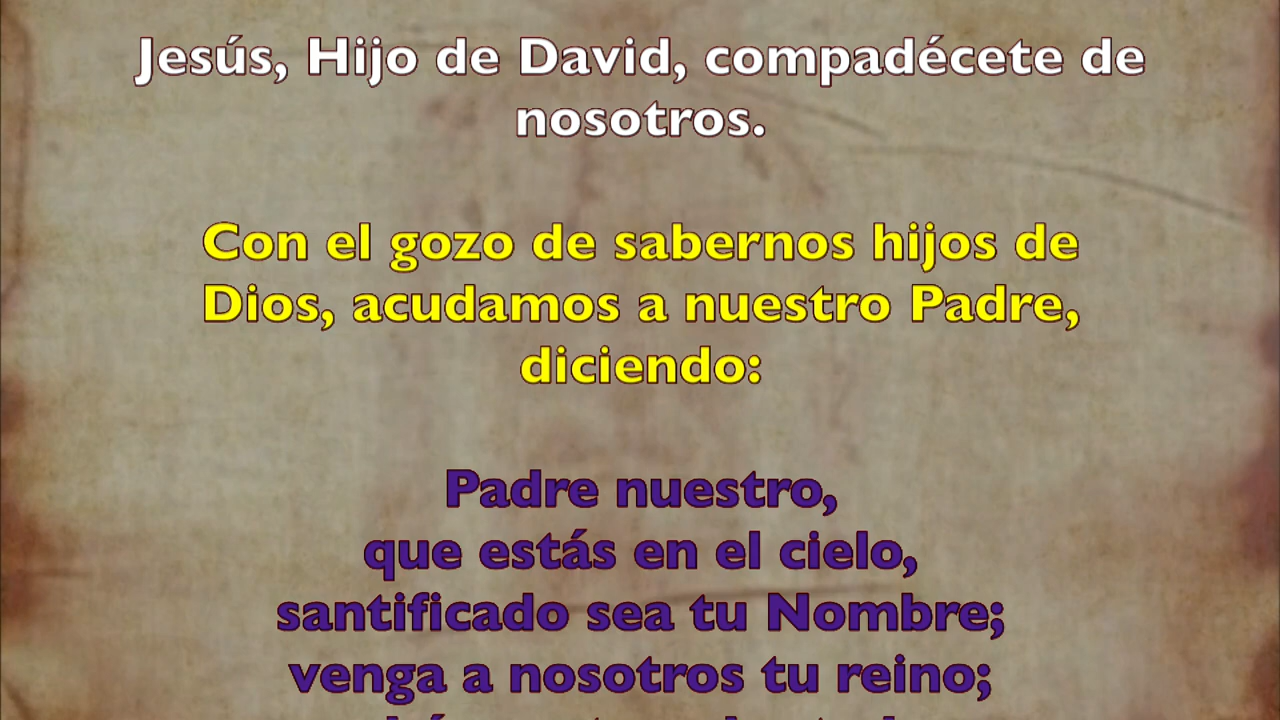 Jesús, Hijo de David, compadécete de
nosotros.
Con el gozo de sabernos hijos de
Dios, acudamos a nuestro Padre,
diciendo:
Padre nuestro,
que estás en el cielo,
santificado sea tu Nombre;
venga a nosotros tu reino;